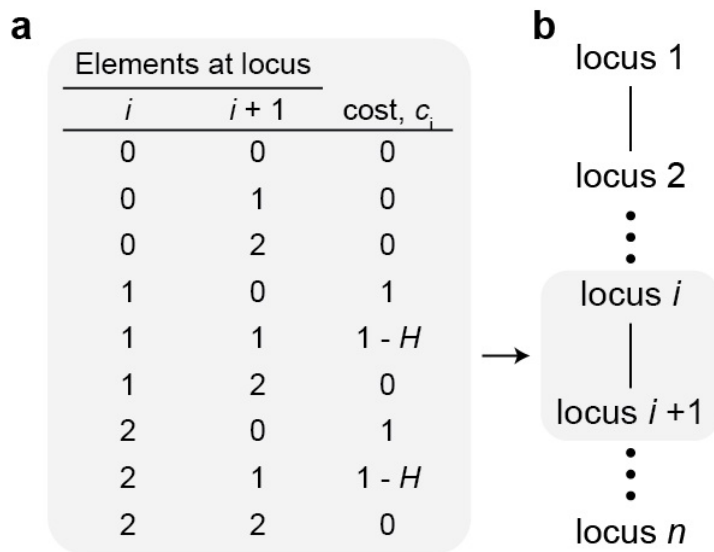 a
Elements at locus
i i + 1 cost, cᵢ
0 0 0
0 1 0
0 2 0
1 0 1
1 1 1 - H
1 2 0
2 0 1
2 1 1 - H
2 2 0
b
locus 1
locus 2
locus i
locus i +1
locus n